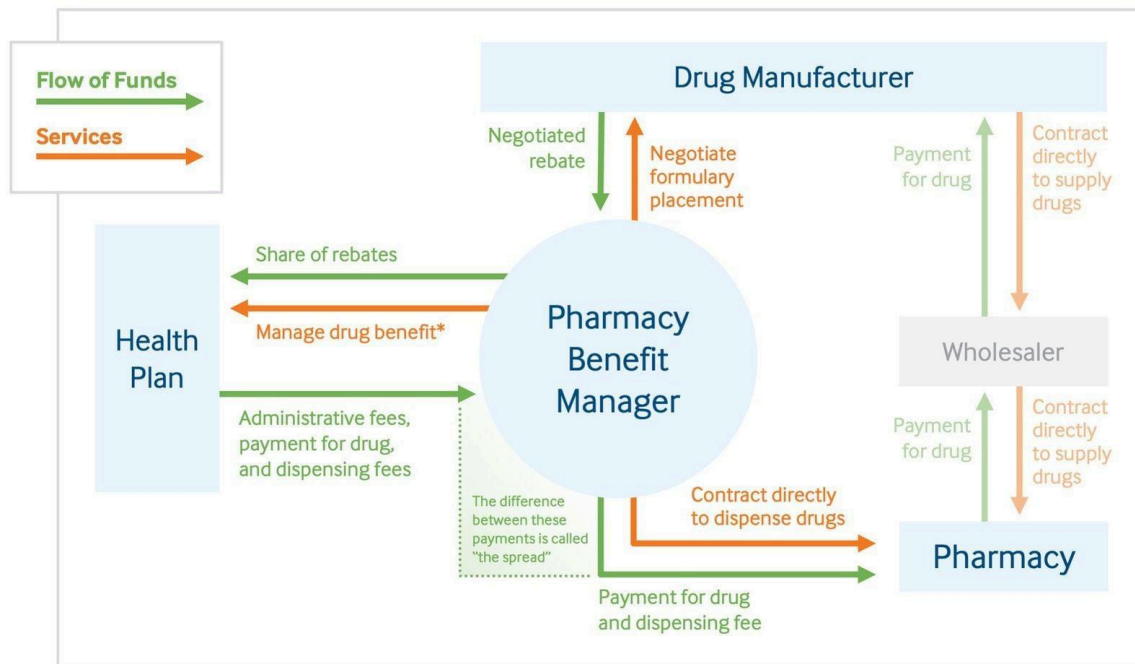 Flow of Funds
Services
Drug Manufacturer
Negotiated
rebate
Negotiate
formulary
placement
Payment
for drug
Contract
directly
to supply
drugs
Share of rebates
Manage drug benefit*
Health
Plan
Pharmacy
Benefit
Manager
Wholesaler
Administrative fees,
payment for drug,
and dispensing fees
Payment
for drug
Contract
directly
to supply
drugs
The difference
between these
payments is called
"the spread"
Contract directly
to dispense drugs
Pharmacy
Payment for drug
and dispensing fee